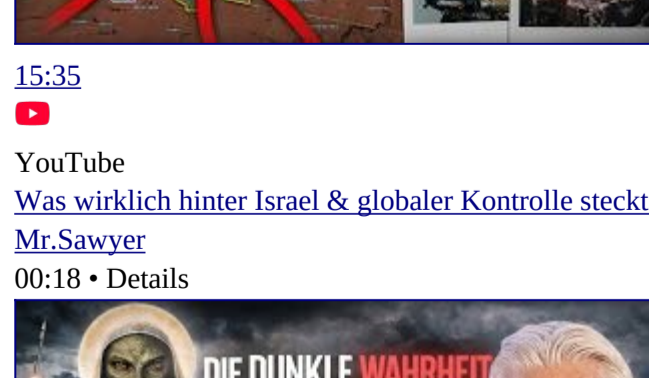 15:35
YouTube
Was wirklich hinter Israel & globaler Kontrolle steckt
Mr.Sawyer
00:18 • Details
DIE DUNKLE WAHRHEIT